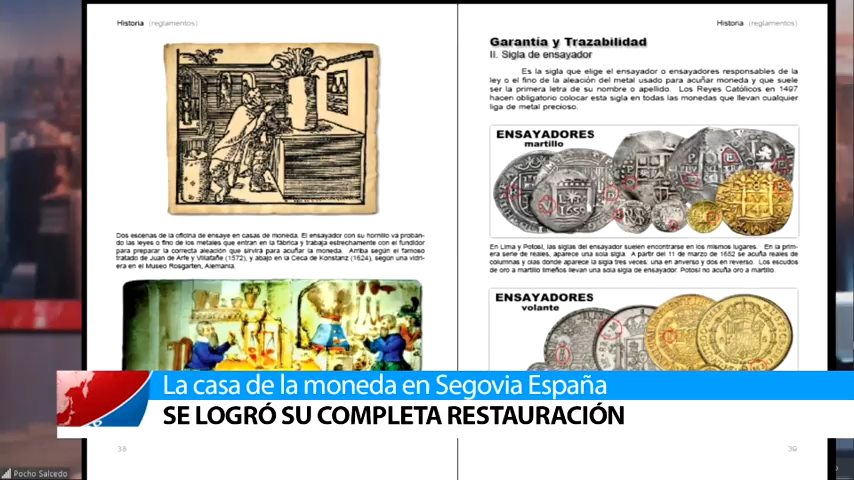 Historia (reglamentos)
Dos escenas de la oficina de ensaye en casas de moneda. El ensayador con su hornillo va proban-
do las leyes o fino de los metales que entran en la fábrica y trabaja estrechamente con el fundidor
para preparar la correcta aleación que sirvirá para acuñar la moneda. Arriba según el famoso
tratado de Juan de Arfe y Villafañe (1572), y abajo en la Ceca de Konstanz (1624), según una vidri-
era en el Museo Rosgarten, Alemania.
38
Historia (reglamentos)
Garantía y Trazabilidad
II. Sigla de ensayador
Es la sigla que elige el ensayador o ensayadores responsables de la
ley o el fino de la aleación del metal usado para acuñar moneda y que suele
ser la primera letra de su nombre o apellido. Los Reyes Católicos en 1497
hacen obligatorio colocar esta sigla en todas las monedas que llevan cualquier
liga de metal precioso.
ENSAYADORES
martillo
En Lima y Potosí, las siglas del ensayador suelen encontrarse en los mismos lugares. En la prim-
era serie de reales, aparece una sola sigla. A partir del 11 de marzo de 1652 se acuña reales de
columnas y olas donde aparece la sigla tres veces: una en anverso y dos en reverso. Los escudos
de oro a martillo limeños llevan una sola sigla de ensayador. Potosí no acuña oro a martillo.
ENSAYADORES
volante
39
La casa de la moneda en Segovia España
SE LOGRÓ SU COMPLETA RESTAURACIÓN
Pocho Salcedo